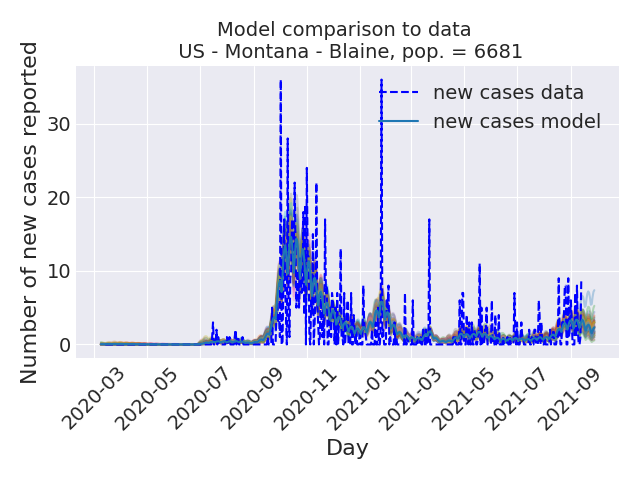 Model comparison to data
US - Montana - Blaine, pop. = 6681
Number of new cases reported
30
20
10
0
new cases data
new cases model
2020-03
2020-05
2020-07
2020-09
2020-11
2021-01
2021-03
2021-05
2021-07
2021-09
Day